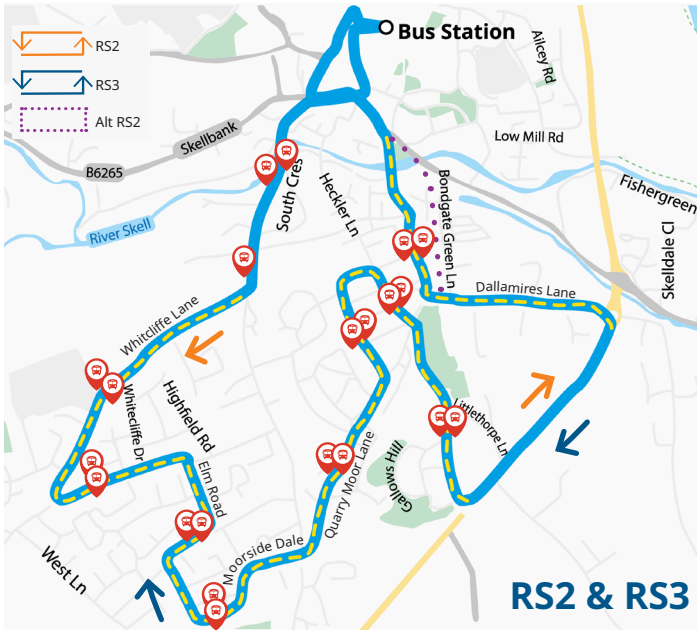 RS2
RS3
Alt RS2
Bus Station
Ailcey Rd
Low Mill Rd
Skellbank
B6265
River Skell
South Cres
Heckler Ln
Bondgate Green Ln
Fishergreen
Skelldale Cl
Dallamires Lane
Whitcliffe Lane
Whitecliffe Dr
Highfield Rd
Elm Road
Littlethorpe Ln
Gallows Hill
Quarry Moor Lane
Moorside Dale
West Ln
RS2 & RS3